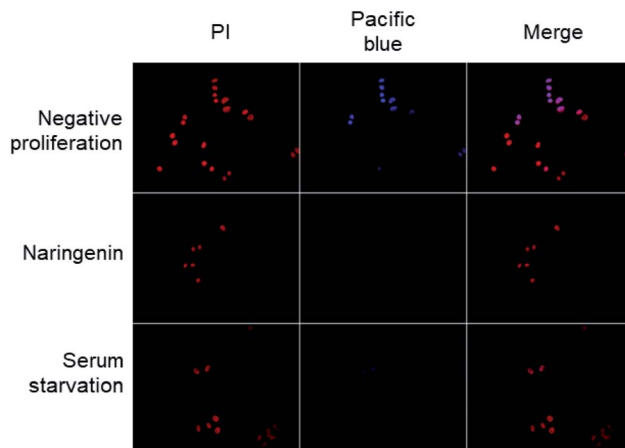 PI
Pacific
blue
Merge
Negative
proliferation
Naringenin
Serum
starvation